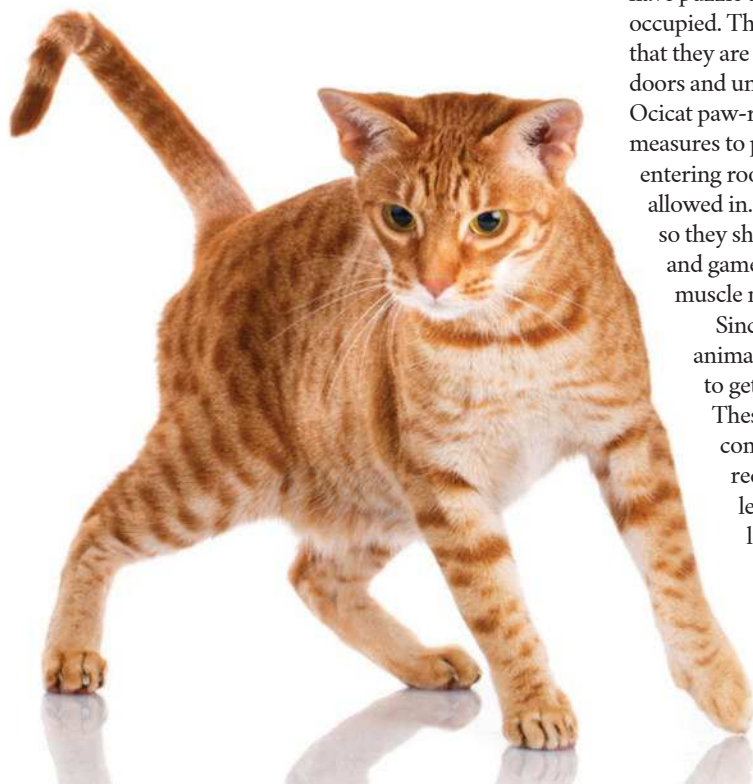 occupied. Th
that they are
doors and un
Ocicat paw-r
measures to p
entering roo
allowed in.
so they sh
and game
muscle m
Sinc
anima
to get
Thes
con
rec
le
l